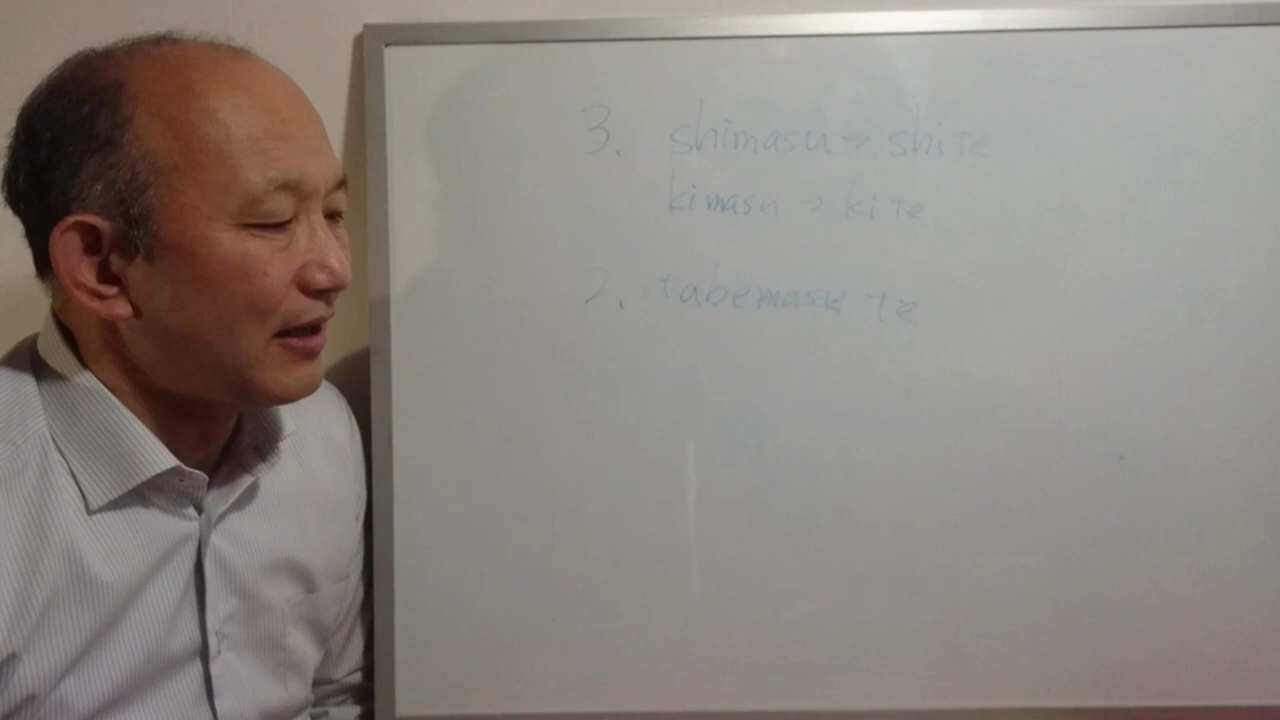 3. shimasu → shite
kimasu → kite.
2. tabemasu te